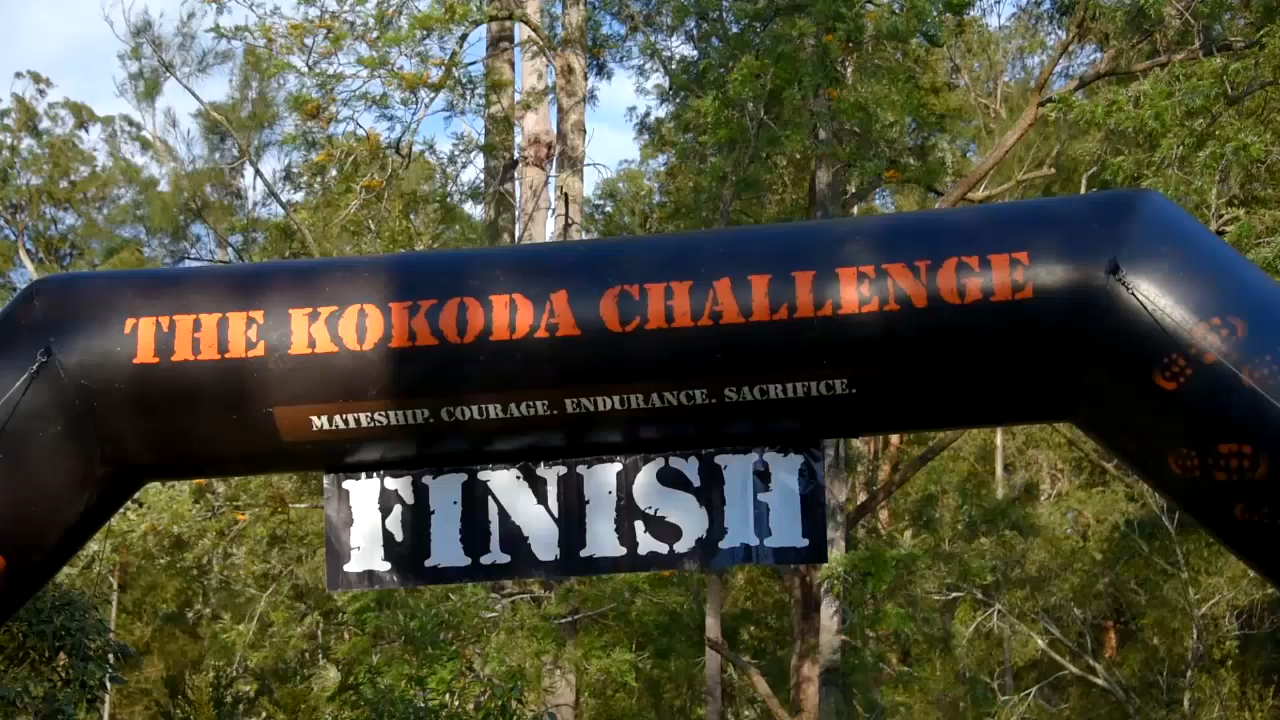 THE KOKODA CHALLENGE
MATESHIP. COURAGE. ENDURANCE. SACRIFICE.
FINISH